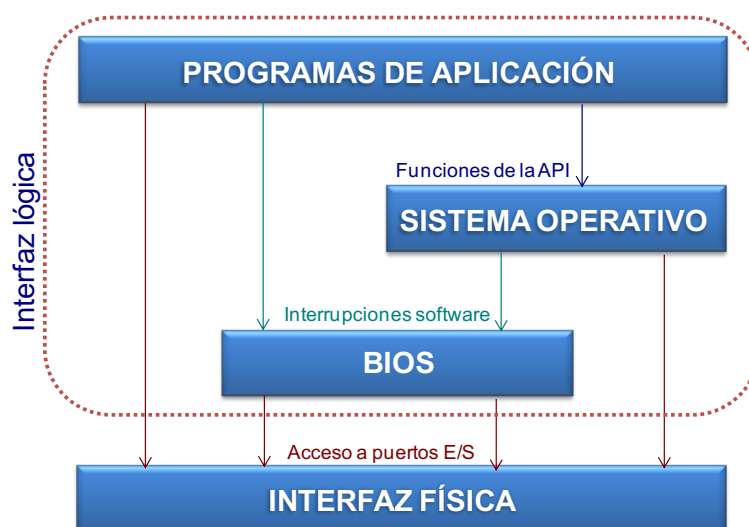 PROGRAMAS DE APLICACIÓN
Interfaz lógica
Funciones de la API
SISTEMA OPERATIVO
Interrupciones software
BIOS
Acceso a puertos E/S
INTERFAZ FÍSICA